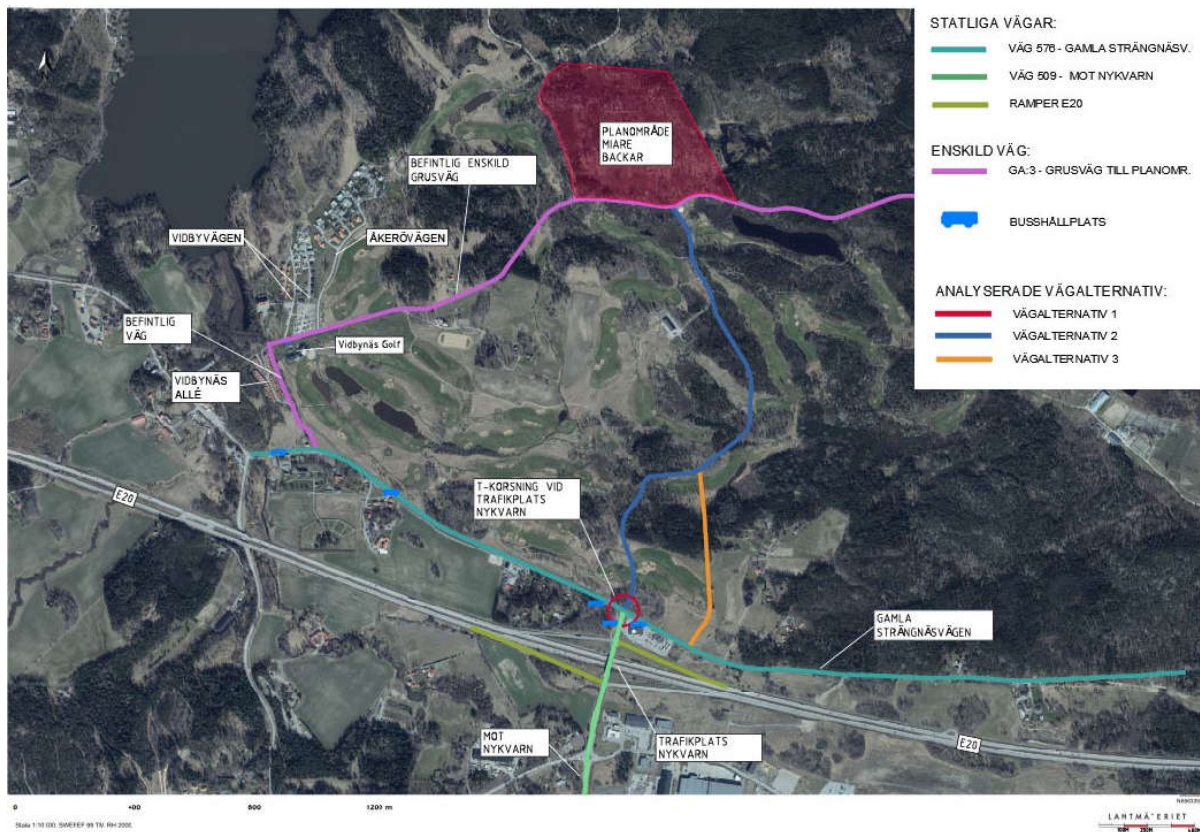 STATLIGA VÄGAR:
VÄG 576 - GAMLA STRÄNGNÄSV.
VÄG 509 - MOT NYKVARN
RAMPER E20
ENSKILD VÄG:
GA:3 - GRUSVÄG TILL PLANOMR.
BUSSHÅLLPLATS
ANALYSERADE VÄGALTERNATIV:
VÄGALTERNATIV 1
VÄGALTERNATIV 2
VÄGALTERNATIV 3
PLANOMRÅDE
MIARE
BACKAR
BEFINTLIG ENSKILD
GRUSVÄG
VIDBYVÄGEN
ÅKERÖVÄGEN
BEFINTLIG
VÄG
Vidbynäs Golf
VIDBYNÄS
ALLÉ
E20
T-KORSNING VID
TRAFIKPLATS
NYKVARN
GAMLA
STRÄNGNÄSVÄGEN
MOT
NYKVARN
TRAFIKPLATS
NYKVARN
E20
0 400 800 1200 m
LANTMÄTERIET